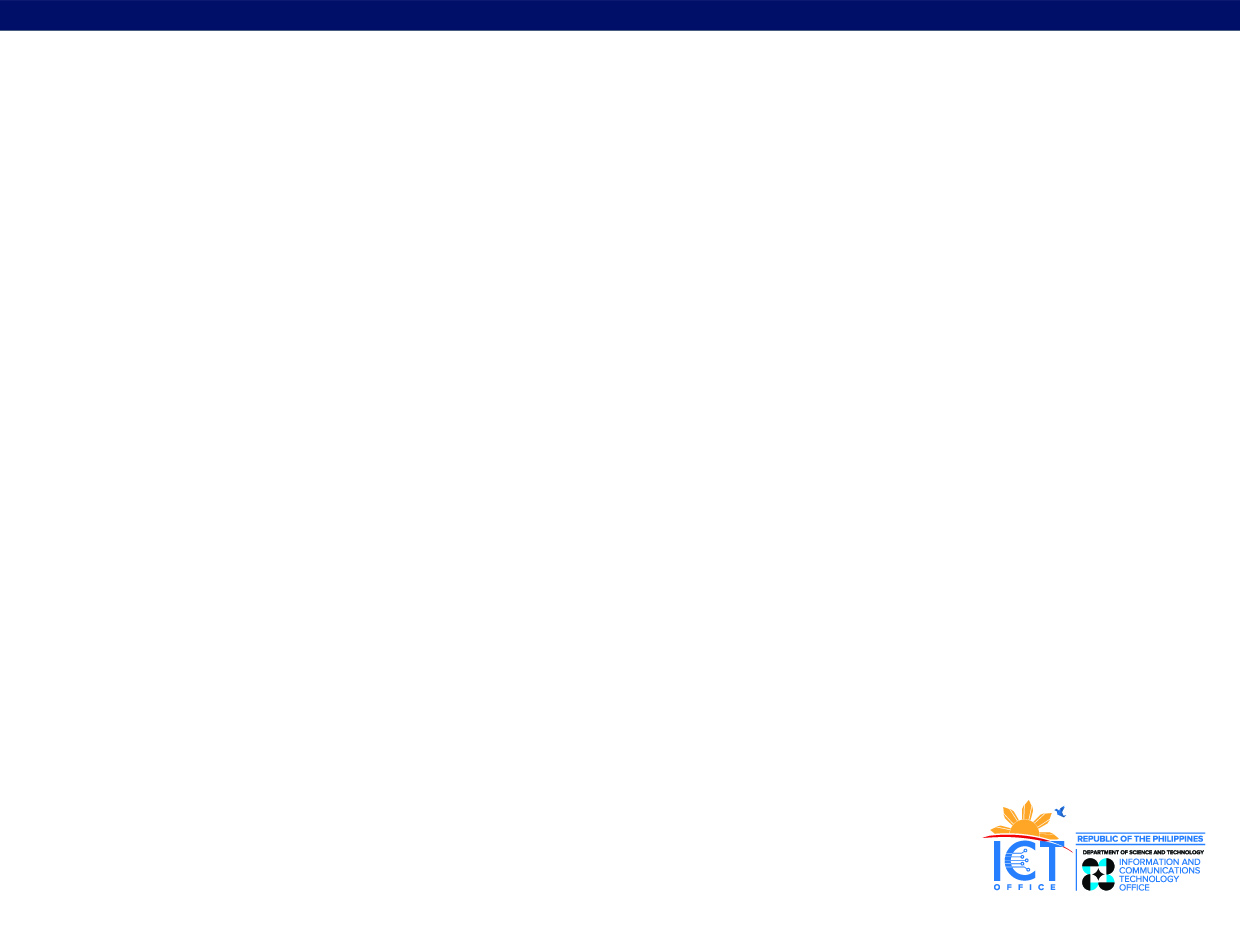 ICT
OFFICE
REPUBLIC OF THE PHILIPPINES
DEPARTMENT OF SCIENCE AND TECHNOLOGY
INFORMATION AND
COMMUNICATIONS
TECHNOLOGY
OFFICE